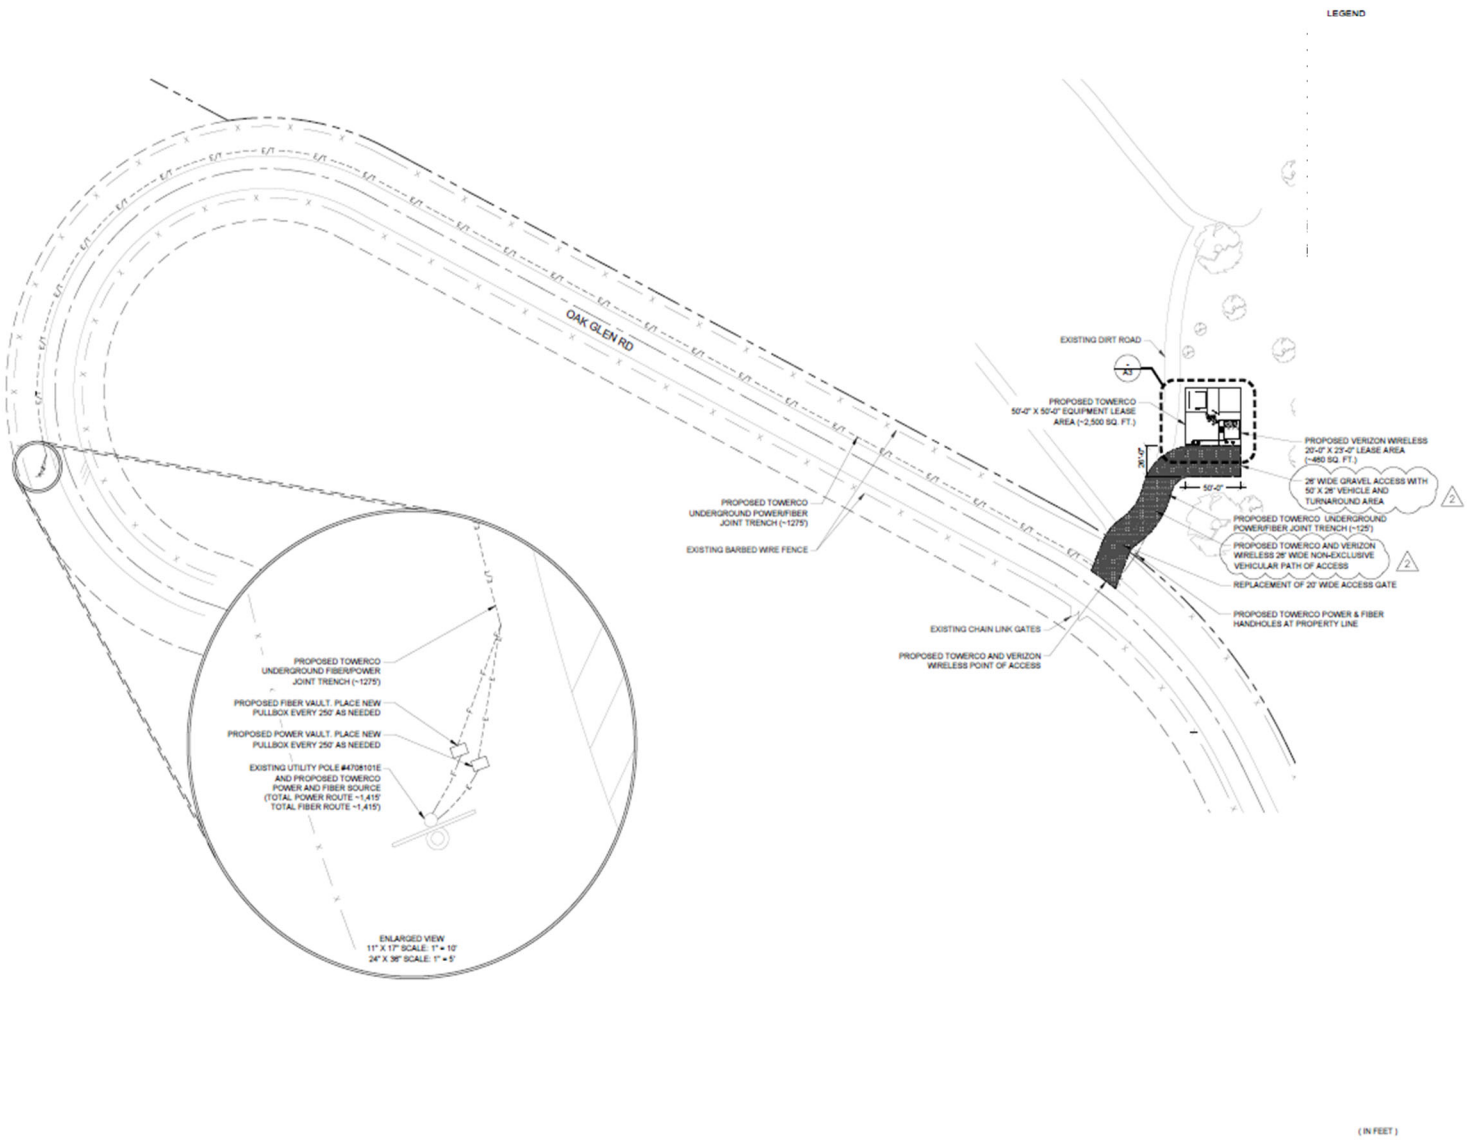 LEGEND
OAK GLEN RD
EXISTING DIRT ROAD
A3
PROPOSED TOWERCO
50'-0" X 50'-0" EQUIPMENT LEASE
AREA (~2,500 SQ. FT.)
26'-0"
50'-0"
PROPOSED VERIZON WIRELESS
20'-0" X 23'-0" LEASE AREA
(~460 SQ. FT.)
26' WIDE GRAVEL ACCESS WITH
50' X 26' VEHICLE AND
TURNAROUND AREA
2
PROPOSED TOWERCO UNDERGROUND
POWER/FIBER JOINT TRENCH (~125')
PROPOSED TOWERCO AND VERIZON
WIRELESS 26' WIDE NON-EXCLUSIVE
VEHICULAR PATH OF ACCESS
2
REPLACEMENT OF 20' WIDE ACCESS GATE
PROPOSED TOWERCO POWER & FIBER
HANDHOLES AT PROPERTY LINE
PROPOSED TOWERCO
UNDERGROUND POWER/FIBER
JOINT TRENCH (~1275')
EXISTING BARBED WIRE FENCE
EXISTING CHAIN LINK GATES
PROPOSED TOWERCO AND VERIZON
WIRELESS POINT OF ACCESS
PROPOSED TOWERCO
UNDERGROUND FIBER/POWER
JOINT TRENCH (~1275')
PROPOSED FIBER VAULT. PLACE NEW
PULLBOX EVERY 250' AS NEEDED
PROPOSED POWER VAULT. PLACE NEW
PULLBOX EVERY 250' AS NEEDED
EXISTING UTILITY POLE #4708101E
AND PROPOSED TOWERCO
POWER AND FIBER SOURCE
(TOTAL POWER ROUTE ~1,415'
TOTAL FIBER ROUTE ~1,415')
ENLARGED VIEW
11" X 17" SCALE: 1" = 10'
24" X 36" SCALE: 1" = 5'
( IN FEET )